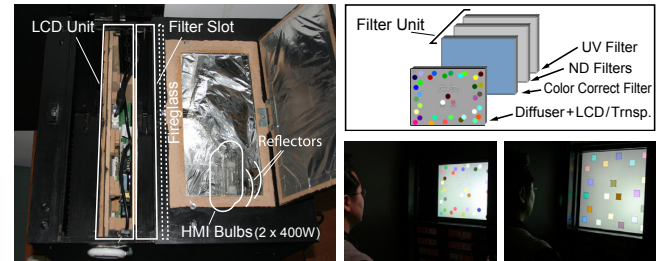 LCD Unit
Filter Slot
Fireglass
Reflectors
HMI Bulbs (2 x 400W)
Filter Unit
UV Filter
ND Filters
Color Correct Filter
Diffuser+LCD/Trnsp.